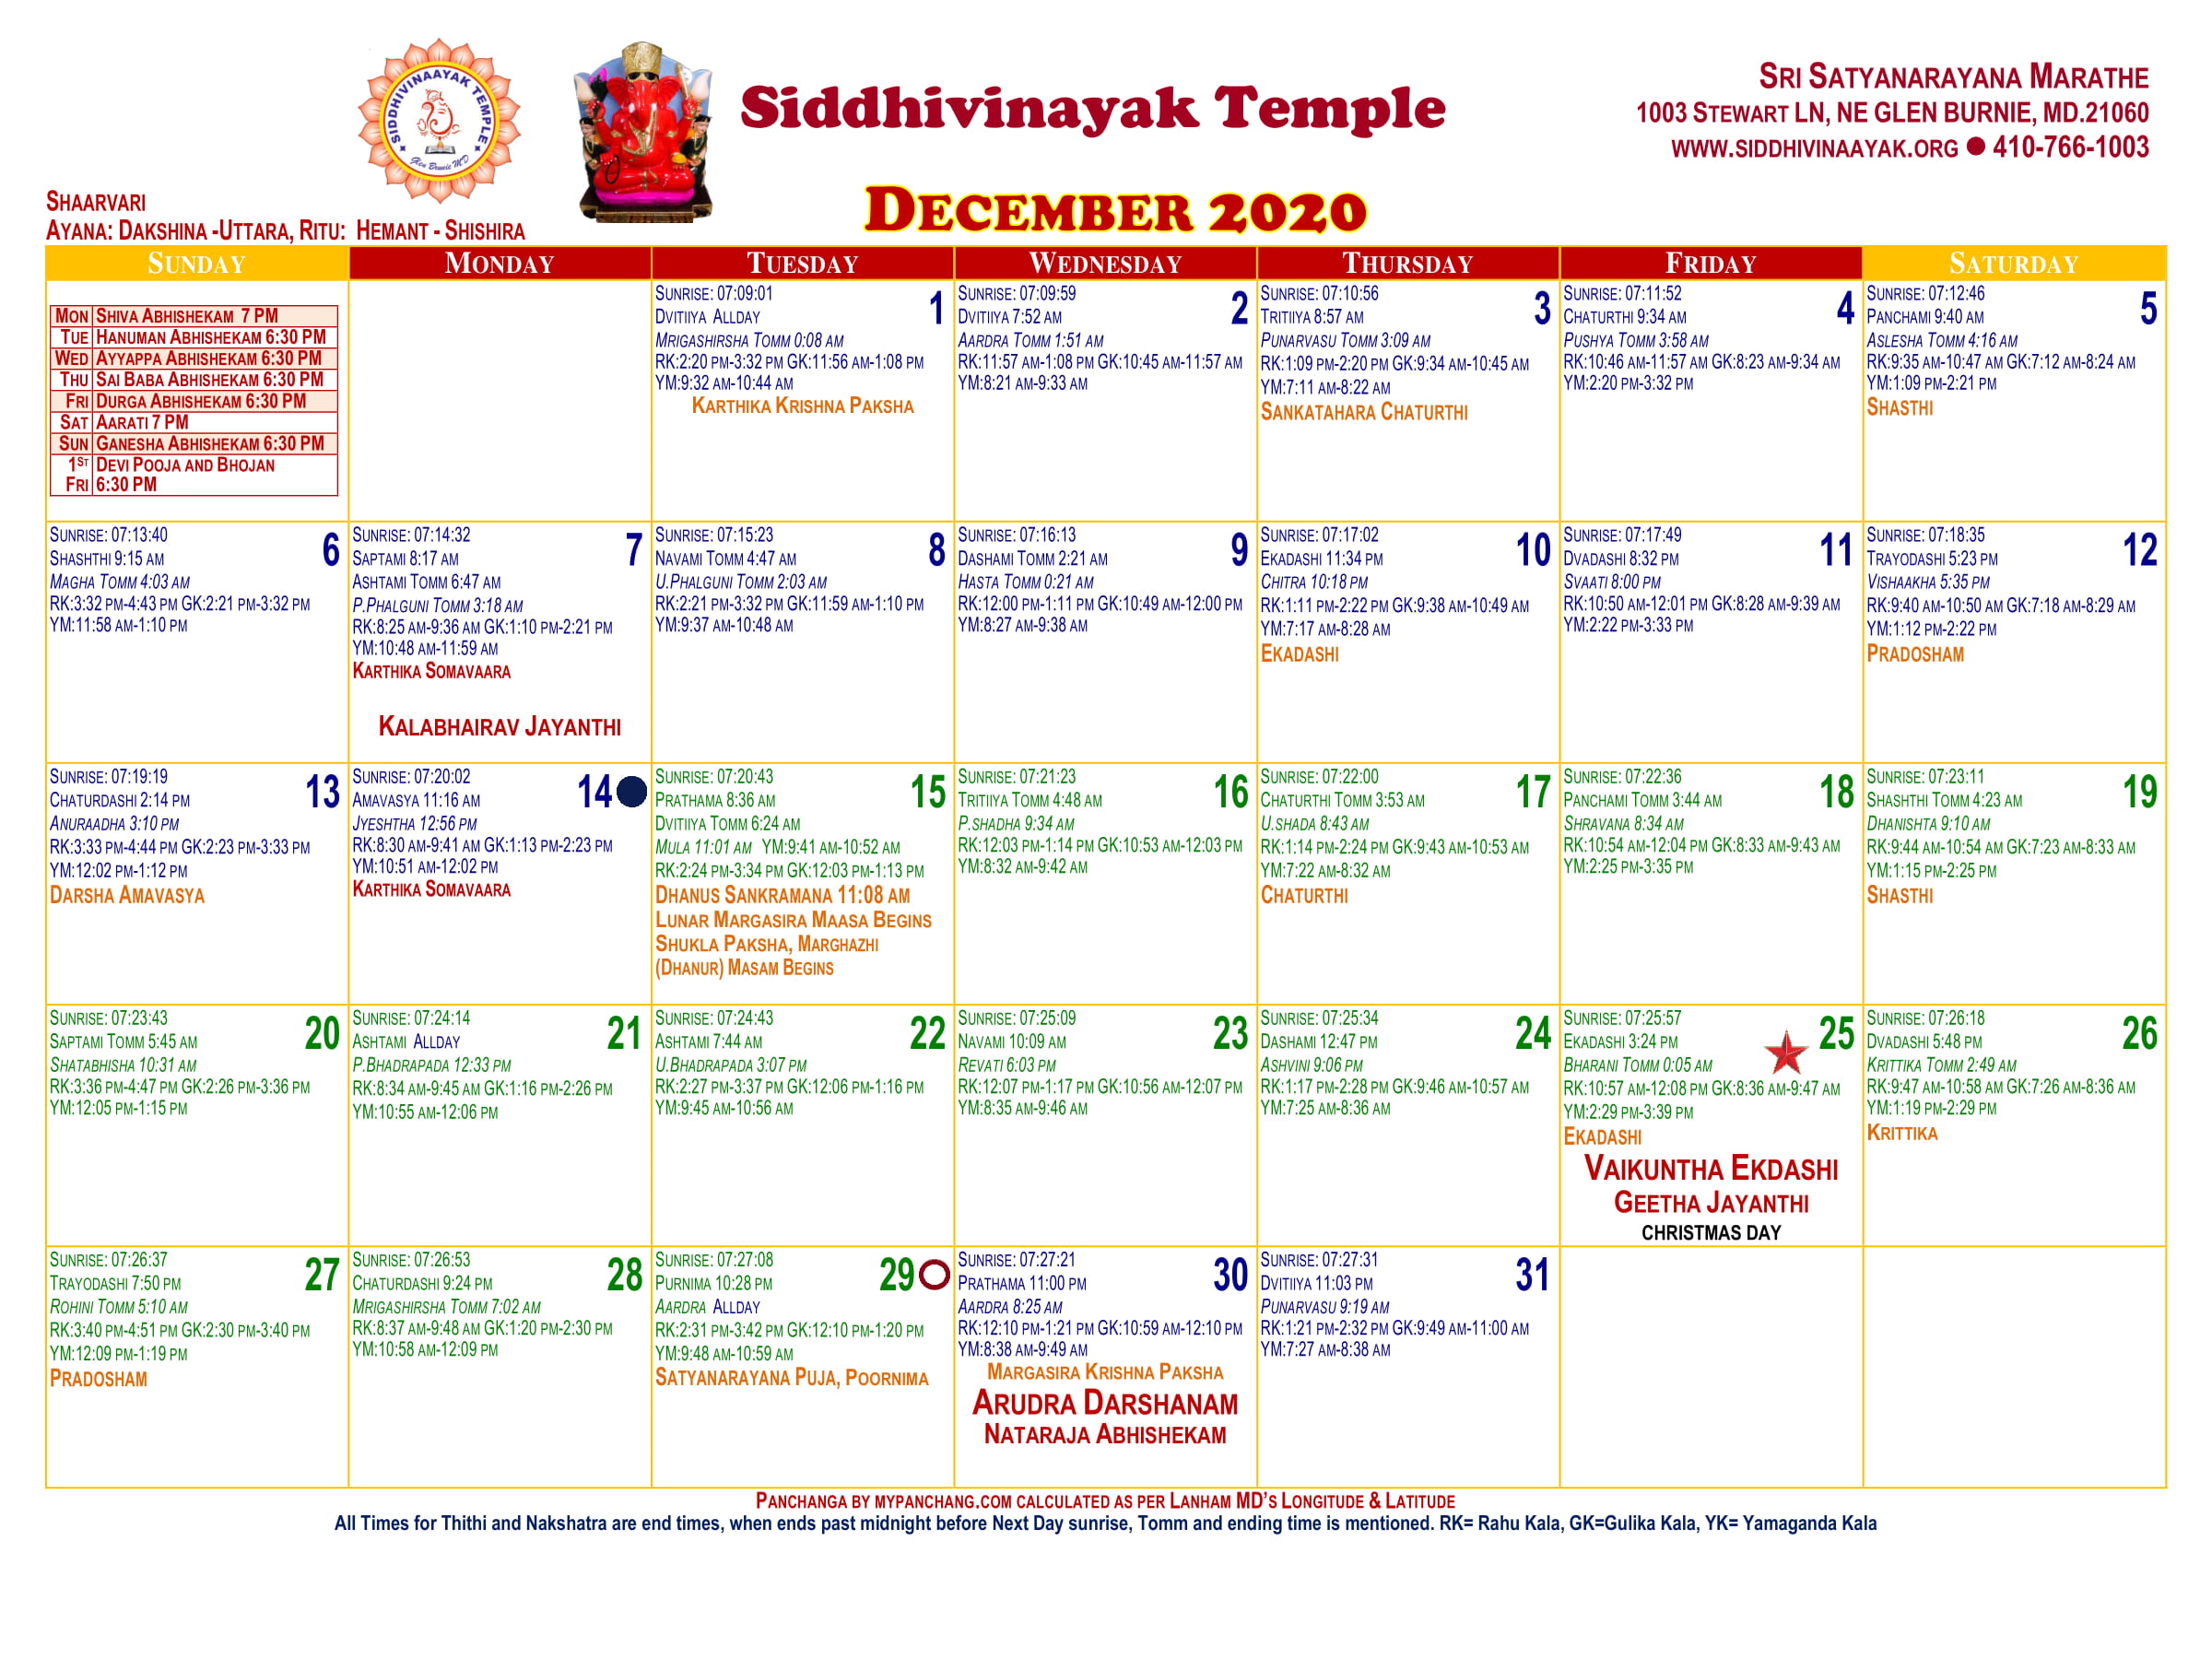 SIDDHIVINAAYAK TEMPLE
Glen Burnie MD
Siddhivinayak Temple
SRI SATYANARAYANA MARATHE
1003 STEWART LN, NE GLEN BURNIE, MD.21060
WWW.SIDDHIVINAAYAK.ORG ● 410-766-1003
SHAARVARI
AYANA: DAKSHINA -UTTARA, RITU: HEMANT - SHISHIRA
DECEMBER 2020
SUNDAY MONDAY TUESDAY WEDNESDAY THURSDAY FRIDAY SATURDAY
MON SHIVA ABHISHEKAM 7 PM
TUE HANUMAN ABHISHEKAM 6:30 PM
WED AYYAPPA ABHISHEKAM 6:30 PM
THU SAI BABA ABHISHEKAM 6:30 PM
FRI DURGA ABHISHEKAM 6:30 PM
SAT AARATI 7 PM
SUN GANESHA ABHISHEKAM 6:30 PM
1ST DEVI POOJA AND BHOJAN
FRI 6:30 PM
SUNRISE: 07:09:01 1
DVITIIYA ALLDAY
MRIGASHIRSHA TOMM 0:08 AM
RK:2:20 PM-3:32 PM GK:11:56 AM-1:08 PM
YM:9:32 AM-10:44 AM
KARTHIKA KRISHNA PAKSHA
SUNRISE: 07:09:59 2
DVITIIYA 7:52 AM
AARDRA TOMM 1:51 AM
RK:11:57 AM-1:08 PM GK:10:45 AM-11:57 AM
YM:8:21 AM-9:33 AM
SUNRISE: 07:10:56 3
TRITIIYA 8:57 AM
PUNARVASU TOMM 3:09 AM
RK:1:09 PM-2:20 PM GK:9:34 AM-10:45 AM
YM:7:11 AM-8:22 AM
SANKATAHARA CHATURTHI
SUNRISE: 07:11:52 4
CHATURTHI 9:34 AM
PUSHYA TOMM 3:58 AM
RK:10:46 AM-11:57 AM GK:8:23 AM-9:34 AM
YM:2:20 PM-3:32 PM
SUNRISE: 07:12:46 5
PANCHAMI 9:40 AM
ASLESHA TOMM 4:16 AM
RK:9:35 AM-10:47 AM GK:7:12 AM-8:24 AM
YM:1:09 PM-2:21 PM
SHASTHI
SUNRISE: 07:13:40 6
SHASHTHI 9:15 AM
MAGHA TOMM 4:03 AM
RK:3:32 PM-4:43 PM GK:2:21 PM-3:32 PM
YM:11:58 AM-1:10 PM
SUNRISE: 07:14:32 7
SAPTAMI 8:17 AM
ASHTAMI TOMM 6:47 AM
P.PHALGUNI TOMM 3:18 AM
RK:8:25 AM-9:36 AM GK:1:10 PM-2:21 PM
YM:10:48 AM-11:59 AM
KARTHIKA SOMAVAARA
KALABHAIRAV JAYANTHI
SUNRISE: 07:15:23 8
NAVAMI TOMM 4:47 AM
U.PHALGUNI TOMM 2:03 AM
RK:2:21 PM-3:32 PM GK:11:59 AM-1:10 PM
YM:9:37 AM-10:48 AM
SUNRISE: 07:16:13 9
DASHAMI TOMM 2:21 AM
HASTA TOMM 0:21 AM
RK:12:00 PM-1:11 PM GK:10:49 AM-12:00 PM
YM:8:27 AM-9:38 AM
SUNRISE: 07:17:02 10
EKADASHI 11:34 PM
CHITRA 10:18 PM
RK:1:11 PM-2:22 PM GK:9:38 AM-10:49 AM
YM:7:17 AM-8:28 AM
EKADASHI
SUNRISE: 07:17:49 11
DVADASHI 8:32 PM
SVAATI 8:00 PM
RK:10:50 AM-12:01 PM GK:8:28 AM-9:39 AM
YM:2:22 PM-3:33 PM
SUNRISE: 07:18:35 12
TRAYODASHI 5:23 PM
VISHAAKHA 5:35 PM
RK:9:40 AM-10:50 AM GK:7:18 AM-8:29 AM
YM:1:12 PM-2:22 PM
PRADOSHAM
SUNRISE: 07:19:19 13
CHATURDASHI 2:14 PM
ANURAADHA 3:10 PM
RK:3:33 PM-4:44 PM GK:2:23 PM-3:33 PM
YM:12:02 PM-1:12 PM
DARSHA AMAVASYA
SUNRISE: 07:20:02 14
AMAVASYA 11:16 AM
JYESHTHA 12:56 PM
RK:8:30 AM-9:41 AM GK:1:13 PM-2:23 PM
YM:10:51 AM-12:02 PM
KARTHIKA SOMAVAARA
SUNRISE: 07:20:43 15
PRATHAMA 8:36 AM
DVITIIYA TOMM 6:24 AM
MULA 11:01 AM YM:9:41 AM-10:52 AM
RK:2:24 PM-3:34 PM GK:12:03 PM-1:13 PM
DHANUS SANKRAMANA 11:08 AM
LUNAR MARGASIRA MAASA BEGINS
SHUKLA PAKSHA, MARGHAZHI
(DHANUR) MASAM BEGINS
SUNRISE: 07:21:23 16
TRITIIYA TOMM 4:48 AM
P.SHADHA 9:34 AM
RK:12:03 PM-1:14 PM GK:10:53 AM-12:03 PM
YM:8:32 AM-9:42 AM
SUNRISE: 07:22:00 17
CHATURTHI TOMM 3:53 AM
U.SHADA 8:43 AM
RK:1:14 PM-2:24 PM GK:9:43 AM-10:53 AM
YM:7:22 AM-8:32 AM
CHATURTHI
SUNRISE: 07:22:36 18
PANCHAMI TOMM 3:44 AM
SHRAVANA 8:34 AM
RK:10:54 AM-12:04 PM GK:8:33 AM-9:43 AM
YM:2:25 PM-3:35 PM
SUNRISE: 07:23:11 19
SHASHTHI TOMM 4:23 AM
DHANISHTA 9:10 AM
RK:9:44 AM-10:54 AM GK:7:23 AM-8:33 AM
YM:1:15 PM-2:25 PM
SHASTHI
SUNRISE: 07:23:43 20
SAPTAMI TOMM 5:45 AM
SHATABHISHA 10:31 AM
RK:3:36 PM-4:47 PM GK:2:26 PM-3:36 PM
YM:12:05 PM-1:15 PM
SUNRISE: 07:24:14 21
ASHTAMI ALLDAY
P.BHADRAPADA 12:33 PM
RK:8:34 AM-9:45 AM GK:1:16 PM-2:26 PM
YM:10:55 AM-12:06 PM
SUNRISE: 07:24:43 22
ASHTAMI 7:44 AM
U.BHADRAPADA 3:07 PM
RK:2:27 PM-3:37 PM GK:12:06 PM-1:16 PM
YM:9:45 AM-10:56 AM
SUNRISE: 07:25:09 23
NAVAMI 10:09 AM
REVATI 6:03 PM
RK:12:07 PM-1:17 PM GK:10:56 AM-12:07 PM
YM:8:35 AM-9:46 AM
SUNRISE: 07:25:34 24
DASHAMI 12:47 PM
ASHVINI 9:06 PM
RK:1:17 PM-2:28 PM GK:9:46 AM-10:57 AM
YM:7:25 AM-8:36 AM
SUNRISE: 07:25:57 25
EKADASHI 3:24 PM
BHARANI TOMM 0:05 AM
RK:10:57 AM-12:08 PM GK:8:36 AM-9:47 AM
YM:2:29 PM-3:39 PM
EKADASHI
VAIKUNTHA EKDASHI
GEETHA JAYANTHI
CHRISTMAS DAY
SUNRISE: 07:26:18 26
DVADASHI 5:48 PM
KRITTIKA TOMM 2:49 AM
RK:9:47 AM-10:58 AM GK:7:26 AM-8:36 AM
YM:1:19 PM-2:29 PM
KRITTIKA
SUNRISE: 07:26:37 27
TRAYODASHI 7:50 PM
ROHINI TOMM 5:10 AM
RK:3:40 PM-4:51 PM GK:2:30 PM-3:40 PM
YM:12:09 PM-1:19 PM
PRADOSHAM
SUNRISE: 07:26:53 28
CHATURDASHI 9:24 PM
MRIGASHIRSHA TOMM 7:02 AM
RK:8:37 AM-9:48 AM GK:1:20 PM-2:30 PM
YM:10:58 AM-12:09 PM
SUNRISE: 07:27:08 29
PURNIMA 10:28 PM
AARDRA ALLDAY
RK:2:31 PM-3:42 PM GK:12:10 PM-1:20 PM
YM:9:48 AM-10:59 AM
SATYANARAYANA PUJA, POORNIMA
SUNRISE: 07:27:21 30
PRATHAMA 11:00 PM
AARDRA 8:25 AM
RK:12:10 PM-1:21 PM GK:10:59 AM-12:10 PM
YM:8:38 AM-9:49 AM
MARGASIRA KRISHNA PAKSHA
ARUDRA DARSHANAM
NATARAJA ABHISHEKAM
SUNRISE: 07:27:31 31
DVITIIYA 11:03 PM
PUNARVASU 9:19 AM
RK:1:21 PM-2:32 PM GK:9:49 AM-11:00 AM
YM:7:27 AM-8:38 AM
PANCHANGA BY MYPANCHANG.COM CALCULATED AS PER LANHAM MD'S LONGITUDE & LATITUDE
All Times for Thithi and Nakshatra are end times, when ends past midnight before Next Day sunrise, Tomm and ending time is mentioned. RK= Rahu Kala, GK=Gulika Kala, YK= Yamaganda Kala